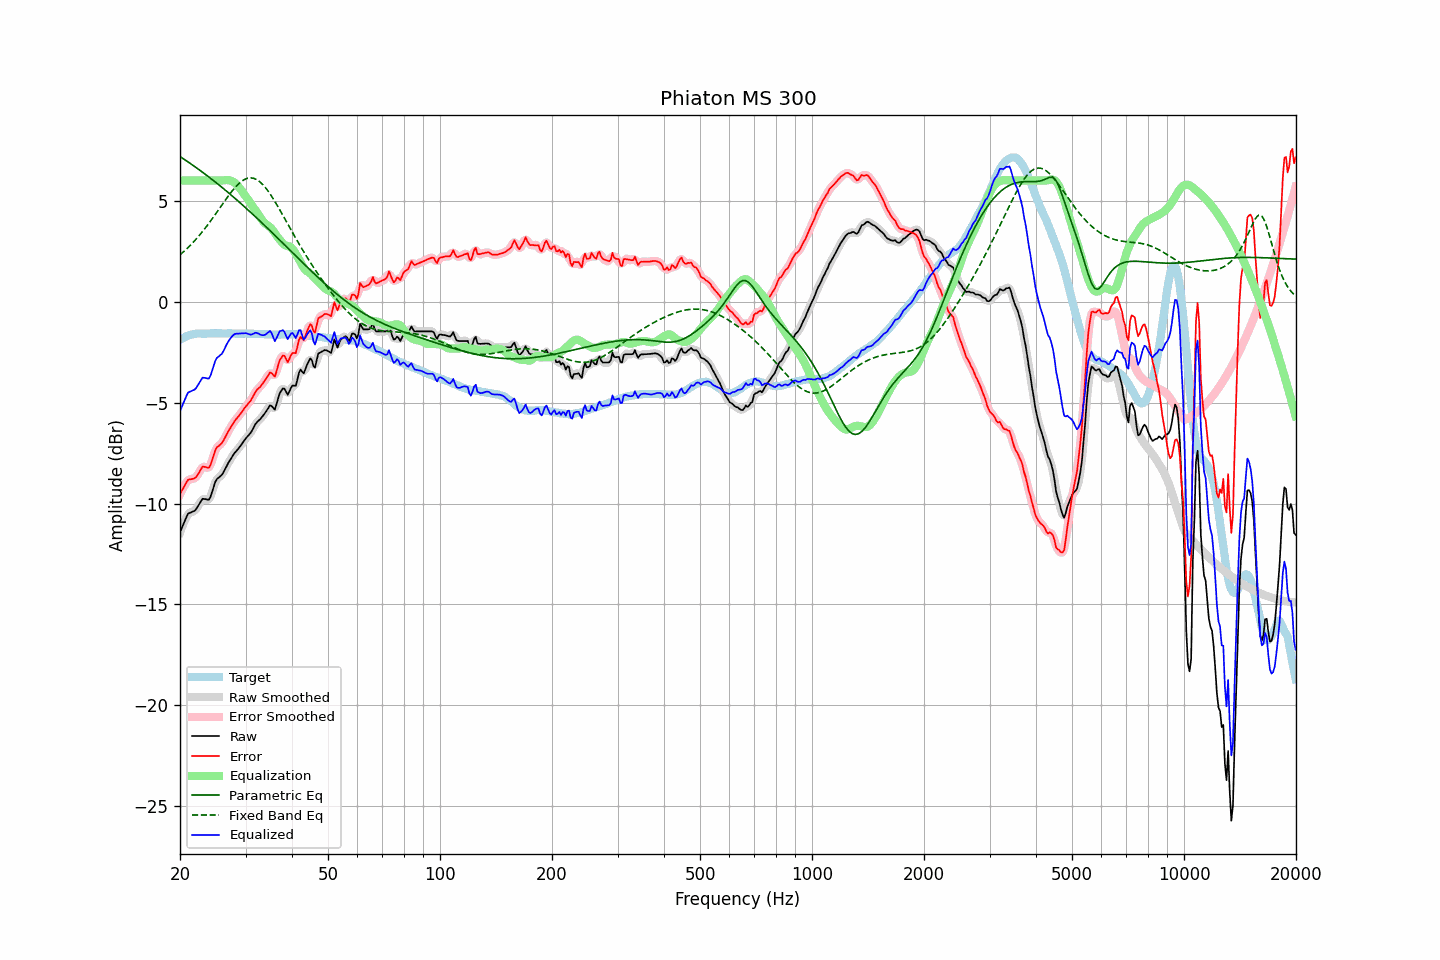 Phiaton MS 300
Amplitude (dBr)
5
0
−5
−10
−15
−20
−25
Target
Raw Smoothed
Error Smoothed
Raw
Error
Equalization
Parametric Eq
Fixed Band Eq
Equalized
20 50 100 200 500 1000 2000 5000 10000 20000
Frequency (Hz)